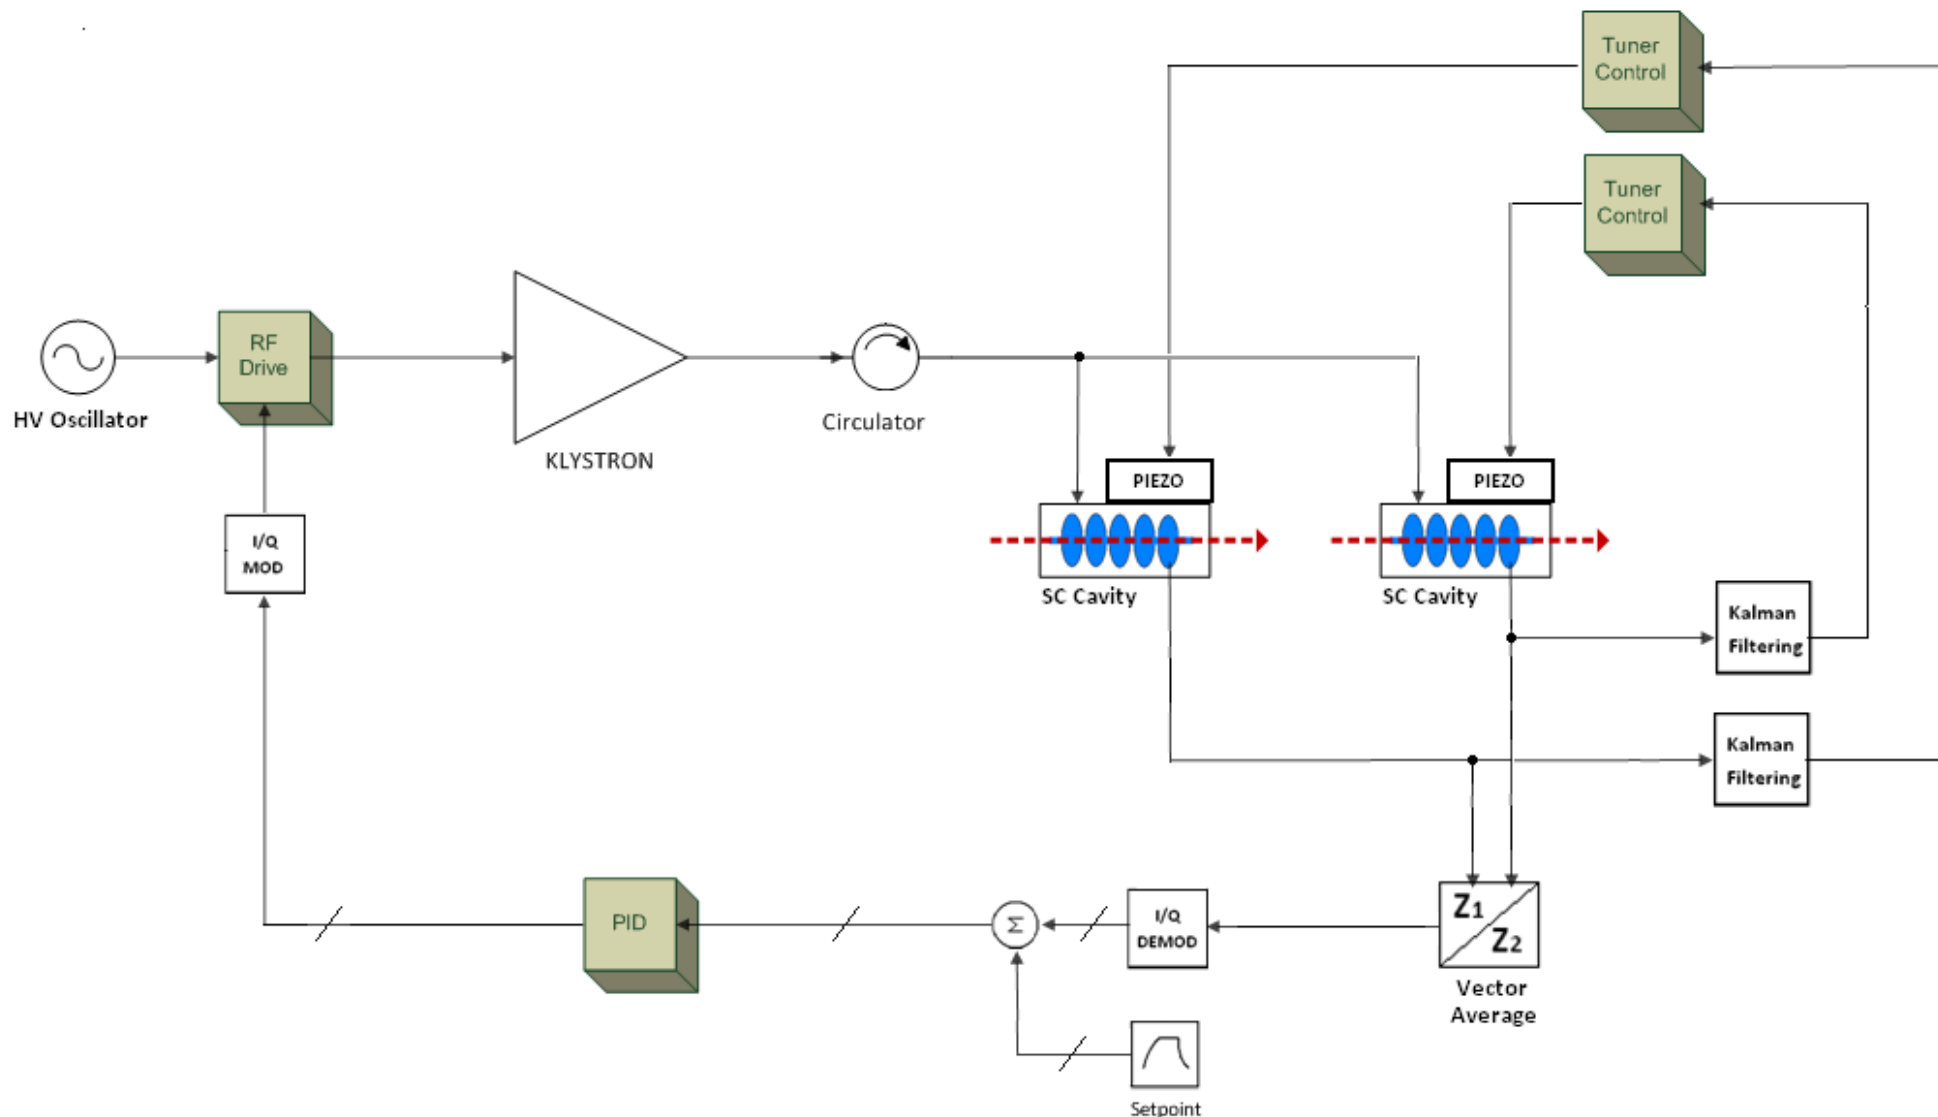 Tuner
Control
Tuner
Control
RF
Drive
HV Oscillator
KLYSTRON
Circulator
PIEZO
PIEZO
I/Q
MOD
SC Cavity
SC Cavity
Kalman
Filtering
Kalman
Filtering
PID
Σ
I/Q
DEMOD
Z1
Z2
Vector
Average
Setpoint